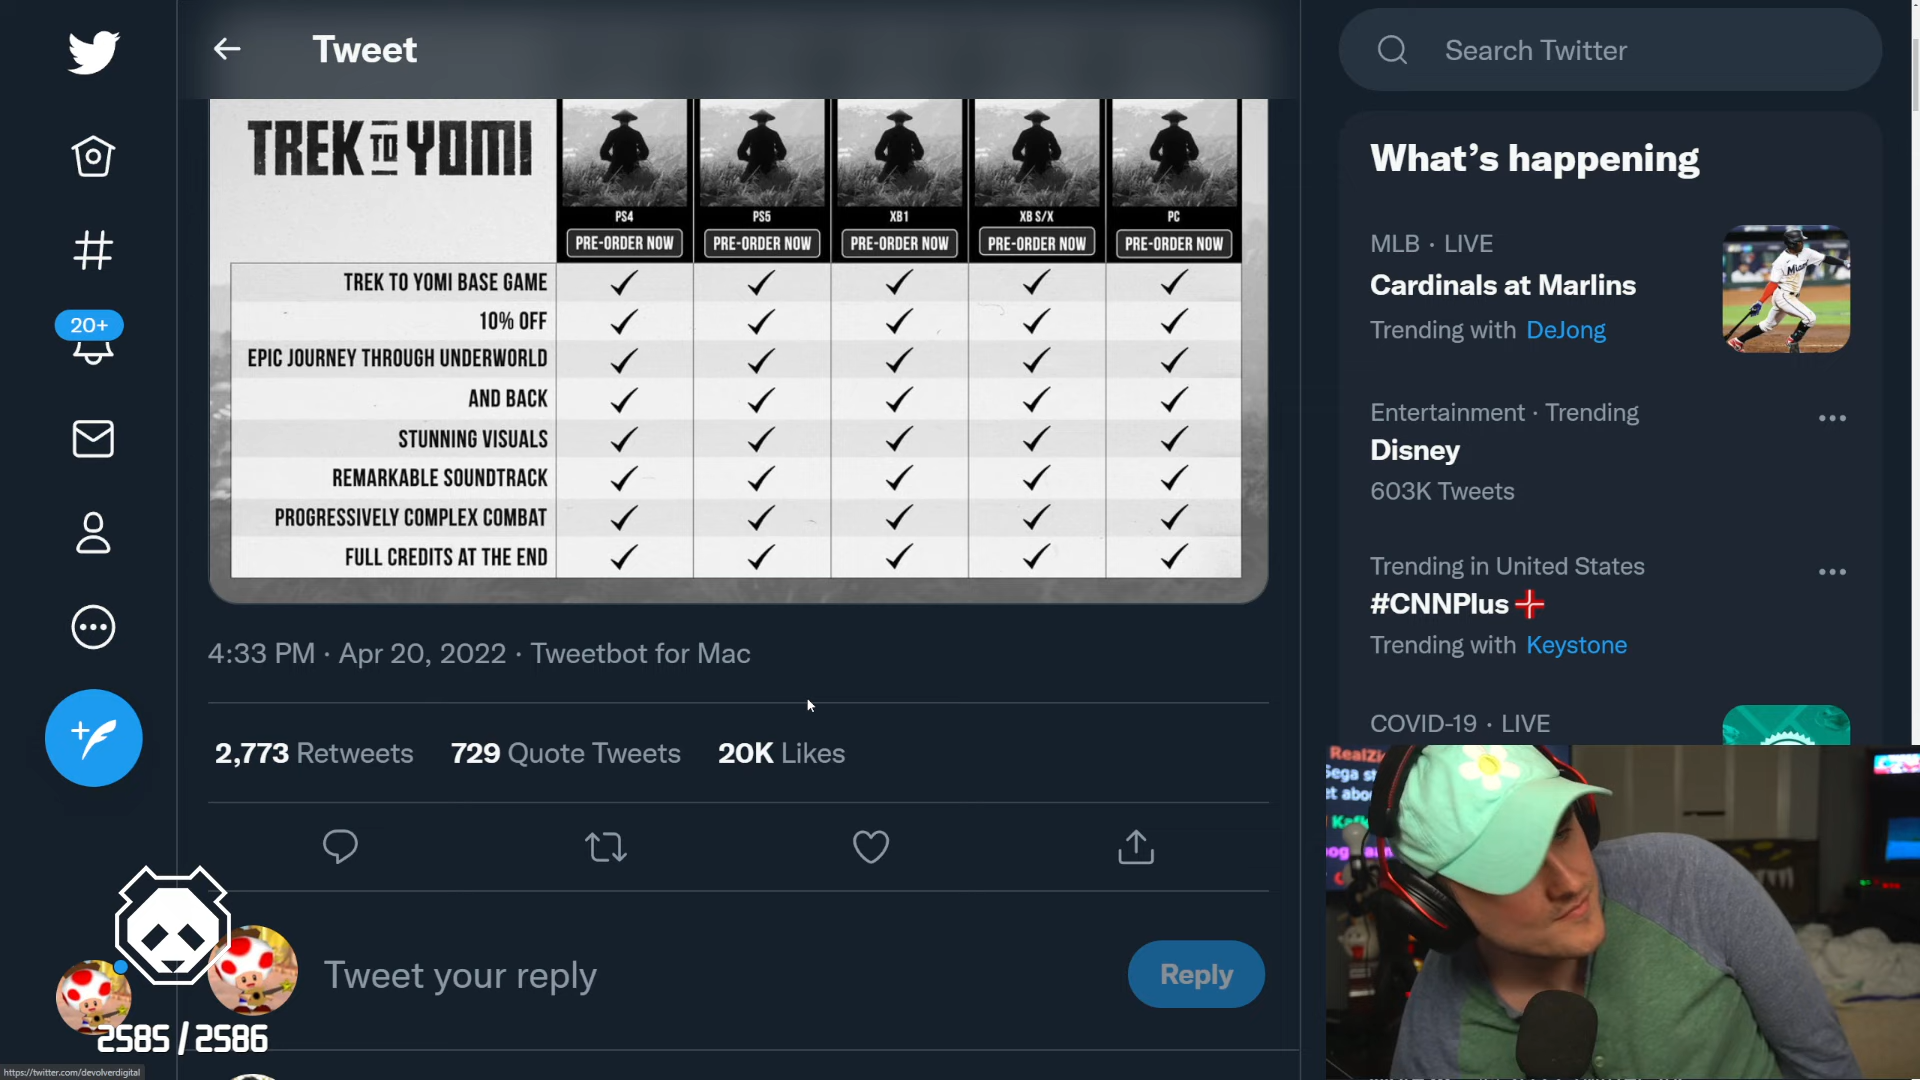 Tweet
Search Twitter
TREK TO YOMI
PS4 PS5 XB1 XB S/X PC
PRE-ORDER NOW PRE-ORDER NOW PRE-ORDER NOW PRE-ORDER NOW PRE-ORDER NOW
TREK TO YOMI BASE GAME
10% OFF
EPIC JOURNEY THROUGH UNDERWORLD
AND BACK
STUNNING VISUALS
REMARKABLE SOUNDTRACK
PROGRESSIVELY COMPLEX COMBAT
FULL CREDITS AT THE END
4:33 PM · Apr 20, 2022 · Tweetbot for Mac
2,773 Retweets 729 Quote Tweets 20K Likes
Tweet your reply
Reply
20+
2585 / 2586
https://twitter.com/devolverdigital
What's happening
MLB · LIVE
Cardinals at Marlins
Trending with DeJong
Entertainment · Trending
Disney
603K Tweets
Trending in United States
#CNNPlus
Trending with Keystone
COVID-19 · LIVE
RealZi
Sega st
et abo